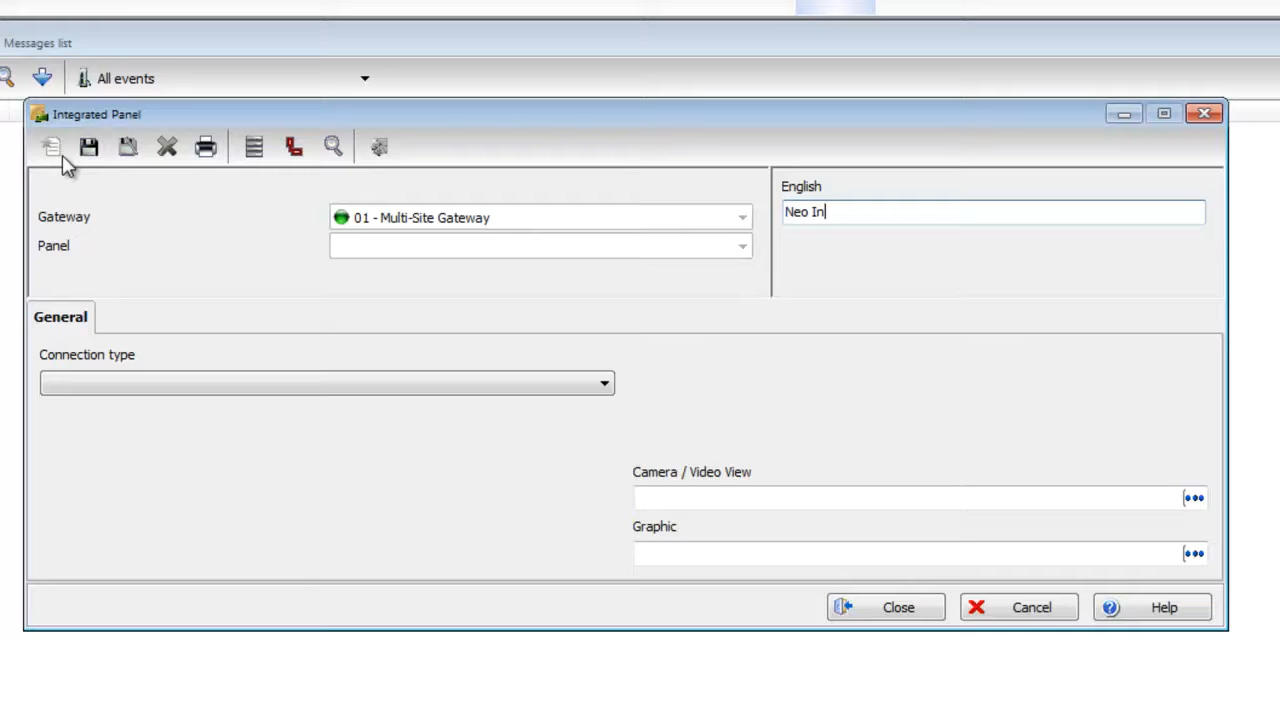 Messages list
All events
Integrated Panel
English
Neo In
Gateway
01 - Multi-Site Gateway
Panel
General
Connection type
Camera / Video View
Graphic
Close
Cancel
Help